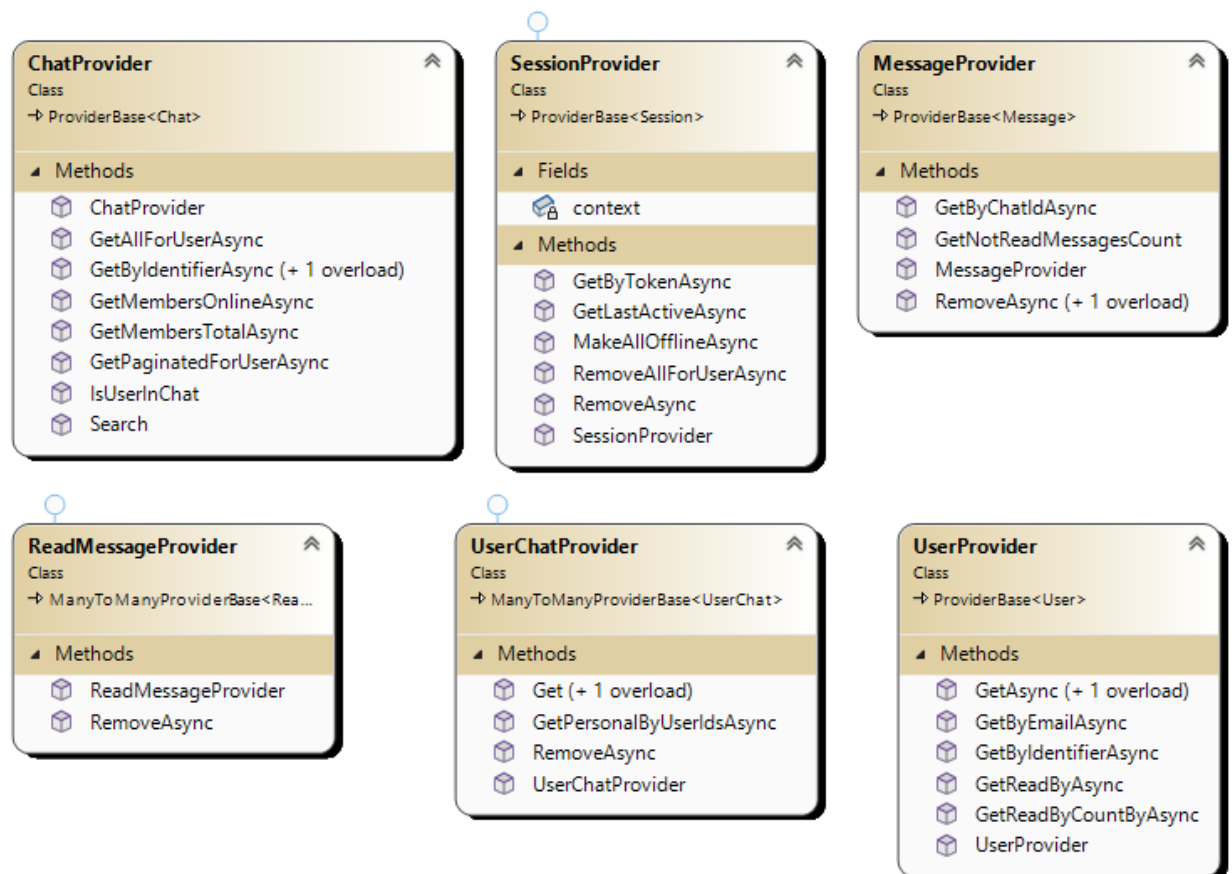 ChatProvider
Class
ProviderBase<Chat>
Methods
ChatProvider
GetAllForUserAsync
GetByIdentifierAsync (+ 1 overload)
GetMembersOnlineAsync
GetMembersTotalAsync
GetPaginatedForUserAsync
IsUserInChat
Search
SessionProvider
Class
ProviderBase<Session>
Fields
context
Methods
GetByTokenAsync
GetLastActiveAsync
MakeAllOfflineAsync
RemoveAllForUserAsync
RemoveAsync
SessionProvider
MessageProvider
Class
ProviderBase<Message>
Methods
GetByChatIdAsync
GetNotReadMessagesCount
MessageProvider
RemoveAsync (+ 1 overload)
ReadMessageProvider
Class
ManyToManyProviderBase<Rea...
Methods
ReadMessageProvider
RemoveAsync
UserChatProvider
Class
ManyToManyProviderBase<UserChat>
Methods
Get (+ 1 overload)
GetPersonalByUserIdsAsync
RemoveAsync
UserChatProvider
UserProvider
Class
ProviderBase<User>
Methods
GetAsync (+ 1 overload)
GetByEmailAsync
GetByIdentifierAsync
GetReadByAsync
GetReadByCountByAsync
UserProvider